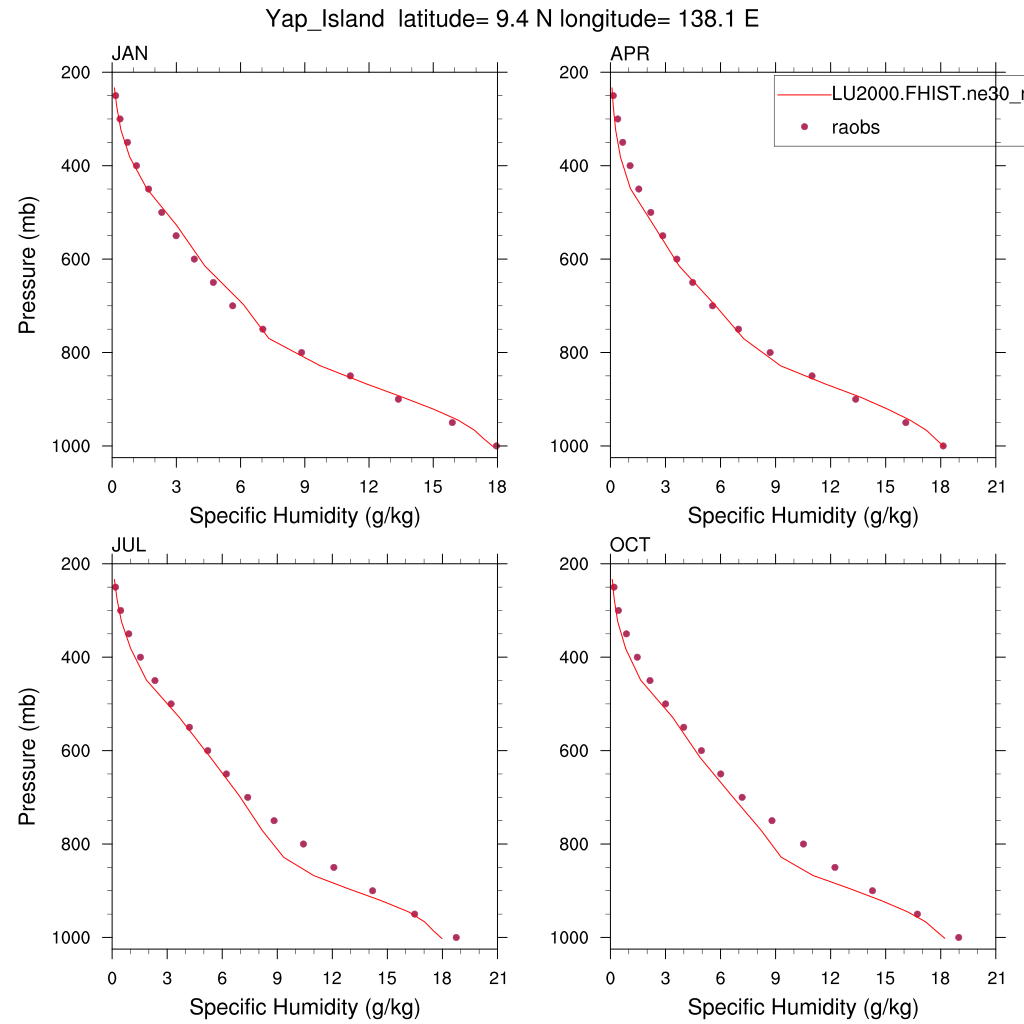 Yap_Island latitude= 9.4 N longitude= 138.1 E
JAN
200
400
600
800
1000
Pressure (mb)
0 3 6 9 12 15 18
Specific Humidity (g/kg)
APR
LU2000.FHIST.ne30_
raobs
200
400
600
800
1000
0 3 6 9 12 15 18 21
Specific Humidity (g/kg)
JUL
200
400
600
800
1000
Pressure (mb)
0 3 6 9 12 15 18 21
Specific Humidity (g/kg)
OCT
200
400
600
800
1000
0 3 6 9 12 15 18 21
Specific Humidity (g/kg)